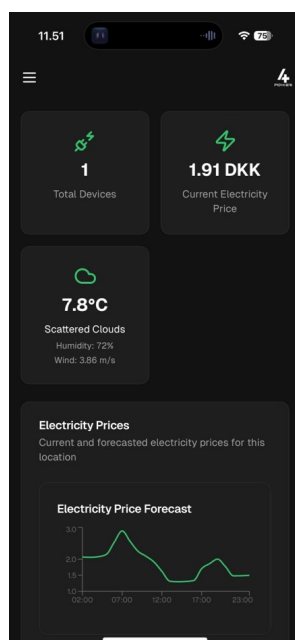 11.51
75
4
POWER
1
Total Devices
1.91 DKK
Current Electricity
Price
7.8°C
Scattered Clouds
Humidity: 72%
Wind: 3.86 m/s
Electricity Prices
Current and forecasted electricity prices for this
location
Electricity Price Forecast
3.0
2.0
1.5
1.0
02:00 07:00 12:00 17:00 23:00